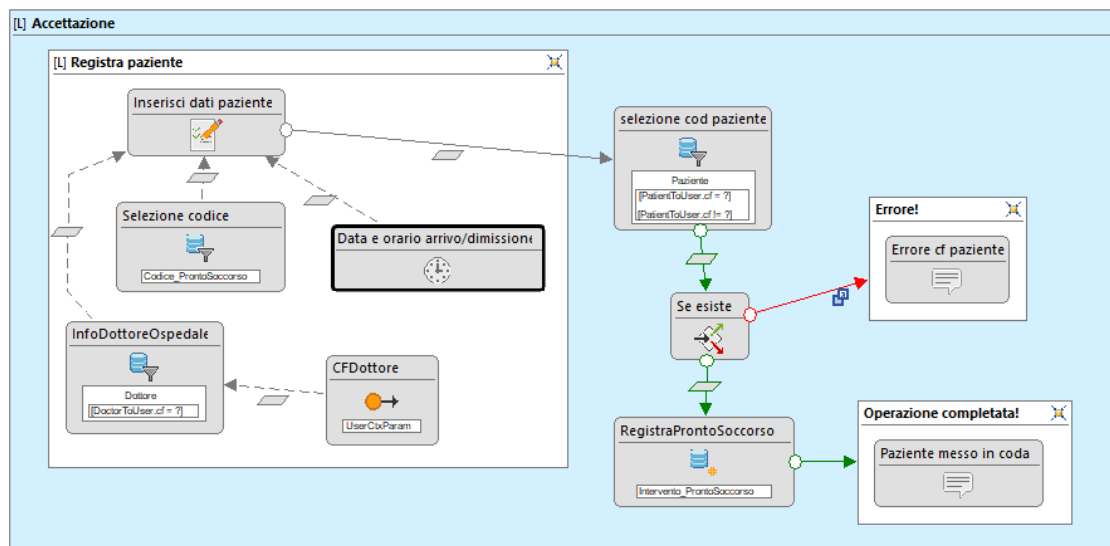 [L] Accettazione
[L] Registra paziente
Inserisci dati paziente
Selezione codice
Codice_ProntoSoccorso
Data e orario arrivo/dimissione
InfoDottoreOspedale
Dottore
[DoctorToUser.cf = ?]
CFDottore
UserCtxParam
selezione cod paziente
Paziente
[PatientToUser.cf = ?]
[PatientToUser.cf != ?]
Se esiste
Errore!
Errore cf paziente
RegistraProntoSoccorso
Intervento_ProntoSoccorso
Operazione completata!
Paziente messo in coda